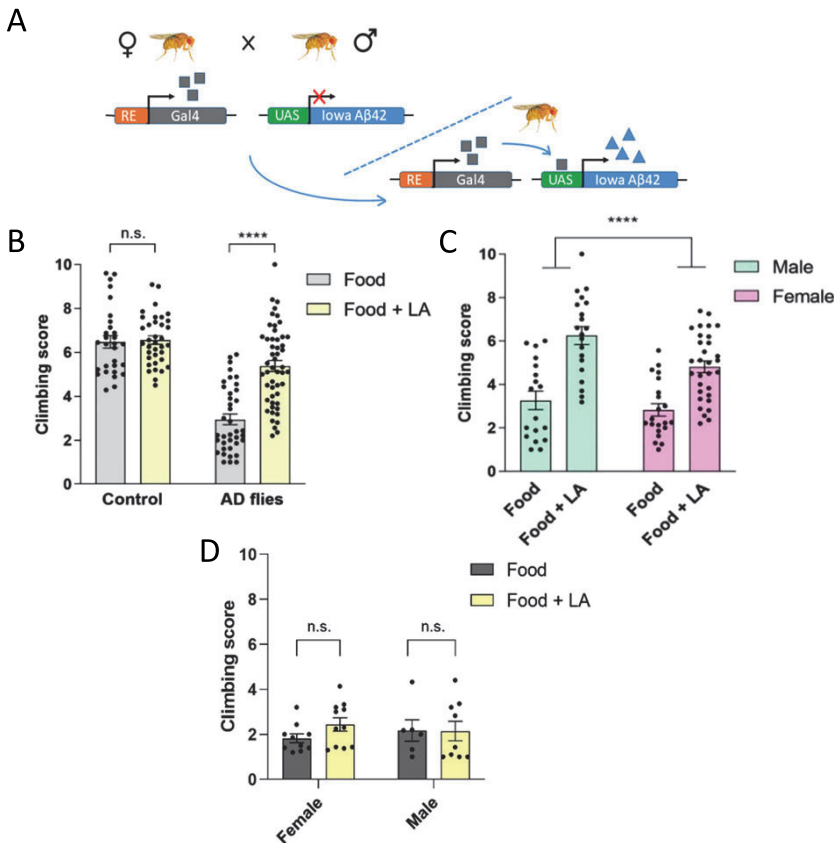 A
♀ x ♂
RE Gal4 UAS Iowa Aβ42
RE Gal4 UAS Iowa Aβ42
B
n.s. ****
Climbing score
10
8
6
4
2
0
Food
Food + LA
Control AD flies
C
****
Climbing score
10
8
6
4
2
0
Male
Female
Food Food + LA Food Food + LA
D
Climbing score
10
8
6
4
2
0
Food
Food + LA
n.s. n.s.
Female Male